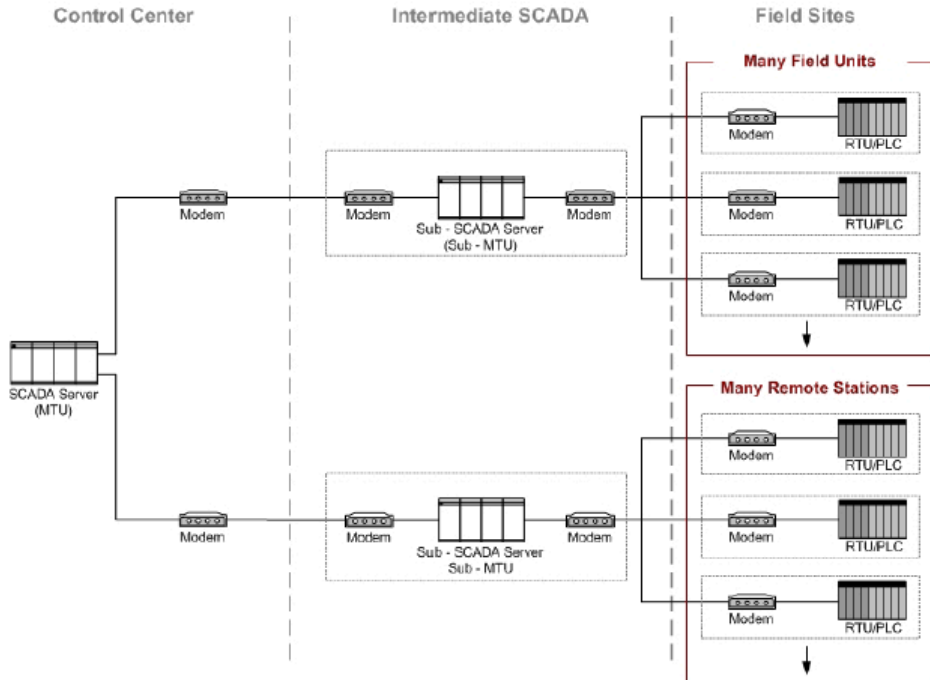 Control Center
Intermediate SCADA
Field Sites
Many Field Units
Modem
RTU/PLC
Modem
Modem
Sub - SCADA Server
(Sub - MTU)
Modem
Modem
RTU/PLC
Modem
RTU/PLC
SCADA Server
(MTU)
Many Remote Stations
Modem
RTU/PLC
Modem
Modem
Sub - SCADA Server
Sub - MTU
Modem
Modem
RTU/PLC
Modem
RTU/PLC